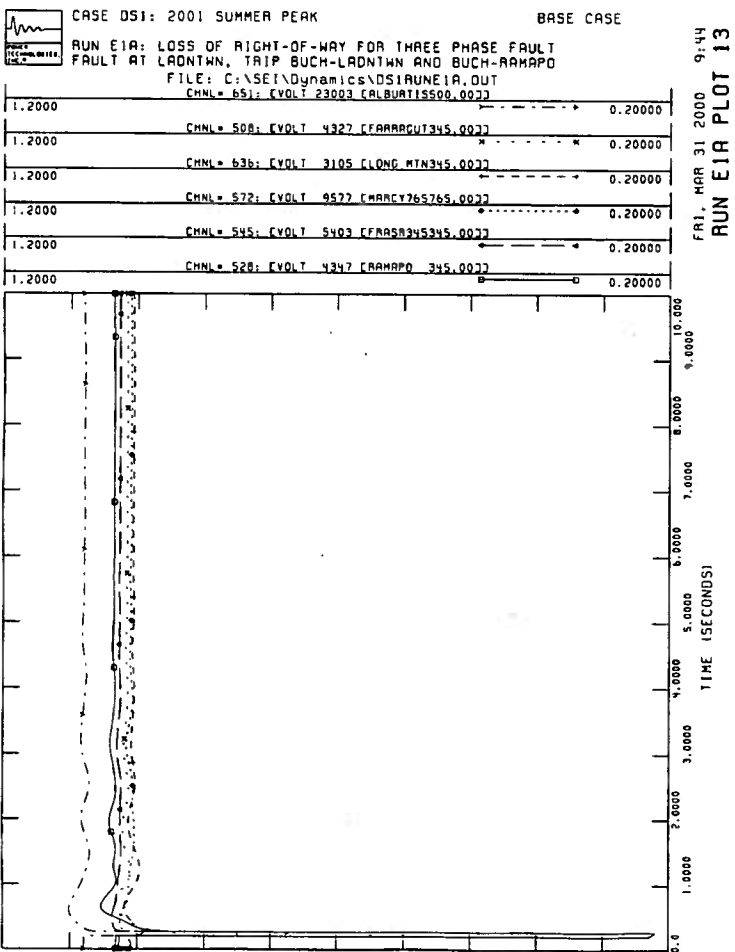 CASE DS1: 2001 SUMMER PEAK BASE CASE
POWER TECHNOLOGIES, INC.®
RUN E1A: LOSS OF RIGHT-OF-WAY FOR THREE PHASE FAULT
FAULT AT LADNTWN, TRIP BUCH-LADNTWN AND BUCH-RAMAPO
FILE: C:\SEI\Dynamics\DS1RUNE1A.OUT
CHNL# 651: [VOLT 23003 [ALBURTIS500.00]]
1.2000 0.20000
CHNL# 508: [VOLT 4327 [FARRAGUT345.00]]
1.2000 0.20000
CHNL# 636: [VOLT 3105 [LONG MTN345.00]]
1.2000 0.20000
CHNL# 572: [VOLT 9577 [MARCY765765.00]]
1.2000 0.20000
CHNL# 545: [VOLT 5403 [FRASR345345.00]]
1.2000 0.20000
CHNL# 528: [VOLT 4347 [RAMAPO 345.00]]
1.2000 0.20000
FRI, MAR 31 2000 9:44
RUN E1A PLOT 13
10.000
9.0000
8.0000
7.0000
6.0000
5.0000
4.0000
3.0000
2.0000
1.0000
0.0
TIME (SECONDS)